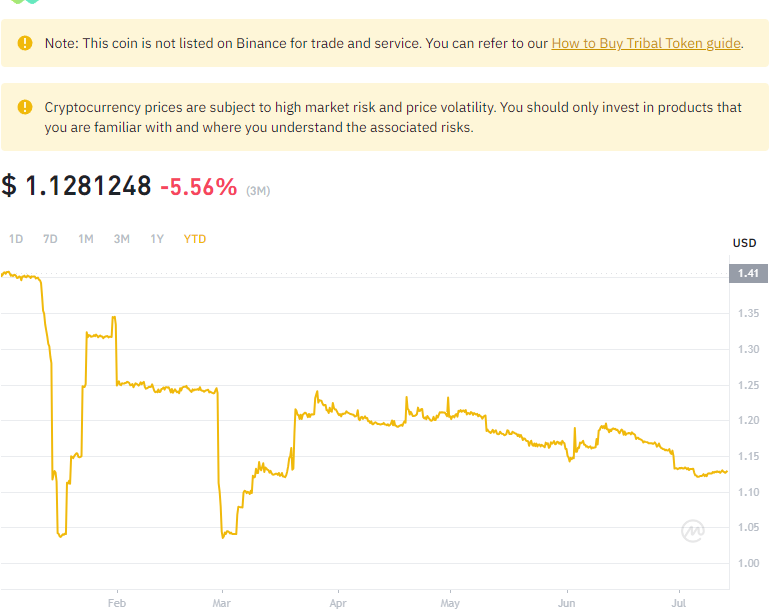 Note: This coin is not listed on Binance for trade and service. You can refer to our How to Buy Tribal Token guide.
Cryptocurrency prices are subject to high market risk and price volatility. You should only invest in products that
you are familiar with and where you understand the associated risks.
$ 1.1281248 -5.56% (3M)
1D 7D 1M 3M 1Y YTD
USD
1.41
1.35
1.30
1.25
1.20
1.15
1.10
1.05
1.00
Feb Mar Apr May Jun Jul